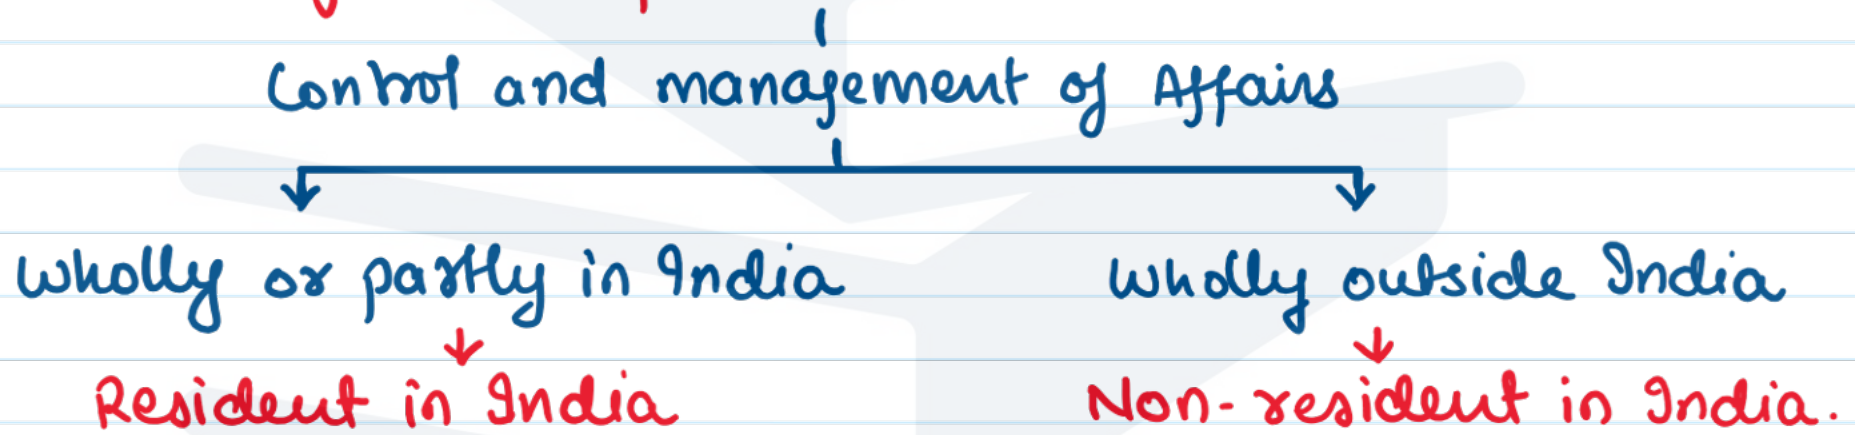 Control and management of Affairs
Wholly or partly in India
Wholly outside India
Resident in India
Non-resident in India.